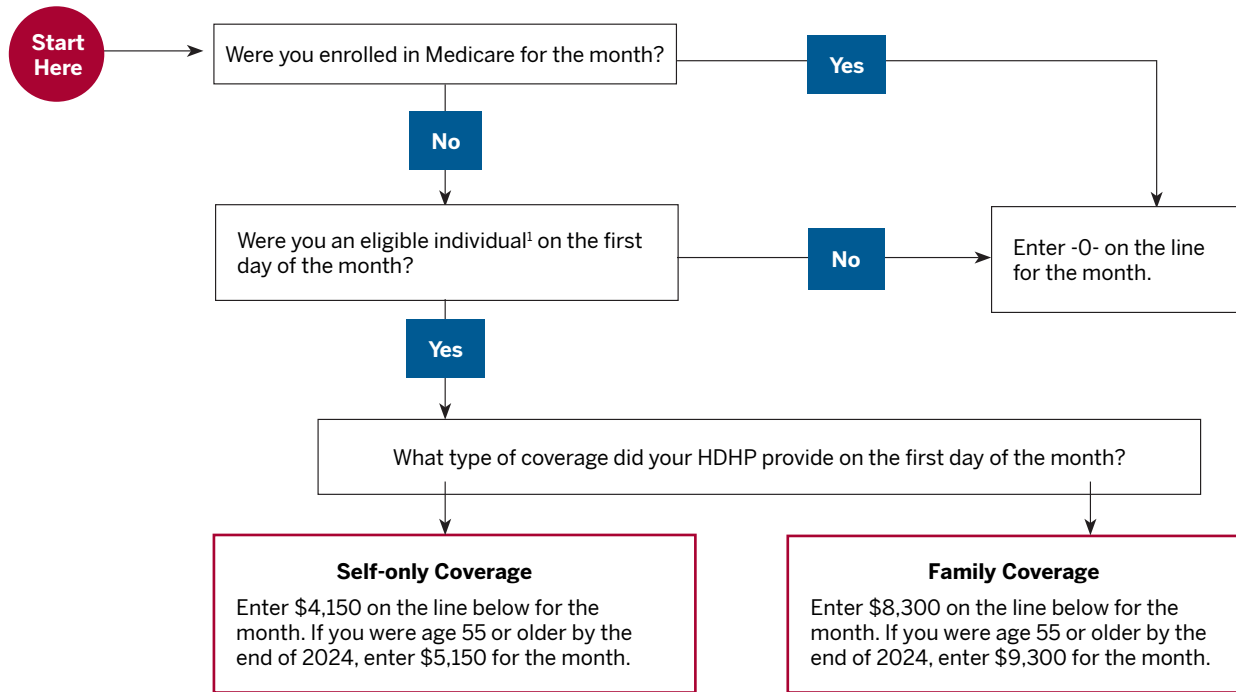 Start
Here
Were you enrolled in Medicare for the month?
Yes
No
Were you an eligible individual¹ on the first
day of the month?
No
Enter -0- on the line
for the month.
Yes
What type of coverage did your HDHP provide on the first day of the month?
Self-only Coverage
Enter $4,150 on the line below for the
month. If you were age 55 or older by the
end of 2024, enter $5,150 for the month.
Family Coverage
Enter $8,300 on the line below for the
month. If you were age 55 or older by the
end of 2024, enter $9,300 for the month.